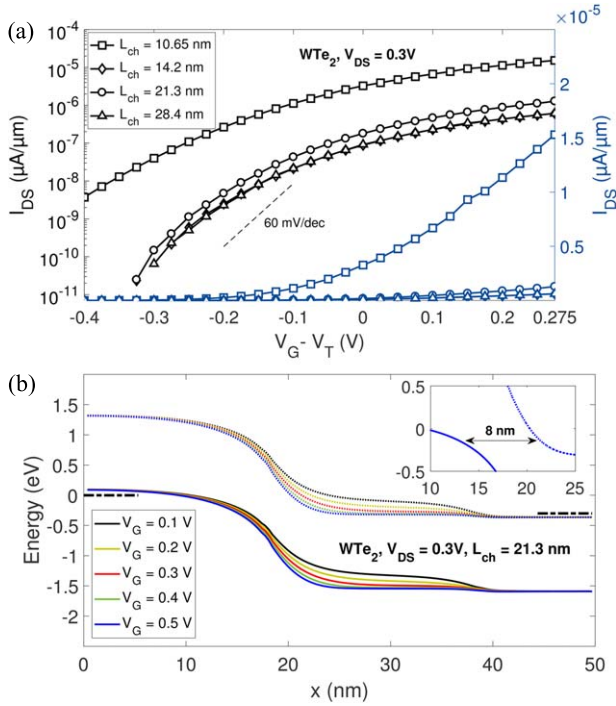 (a)
L_ch = 10.65 nm
L_ch = 14.2 nm
L_ch = 21.3 nm
L_ch = 28.4 nm
WTe₂, V_DS = 0.3V
60 mV/dec
10⁻⁴
10⁻⁵
10⁻⁶
10⁻⁷
10⁻⁸
10⁻⁹
10⁻¹⁰
10⁻¹¹
I_DS (μA/μm)
×10⁻⁵
2
1.5
1
0.5
I_DS (μA/μm)
-0.4 -0.3 -0.2 -0.1 0 0.1 0.2 0.275
V_G- V_T (V)
(b)
1.5
1
0.5
0
-0.5
-1
-1.5
-2
Energy (eV)
0.5
0
-0.5
8 nm
10 15 20 25
WTe₂, V_DS = 0.3V, L_ch = 21.3 nm
V_G = 0.1 V
V_G = 0.2 V
V_G = 0.3 V
V_G = 0.4 V
V_G = 0.5 V
0 10 20 30 40 50
x (nm)